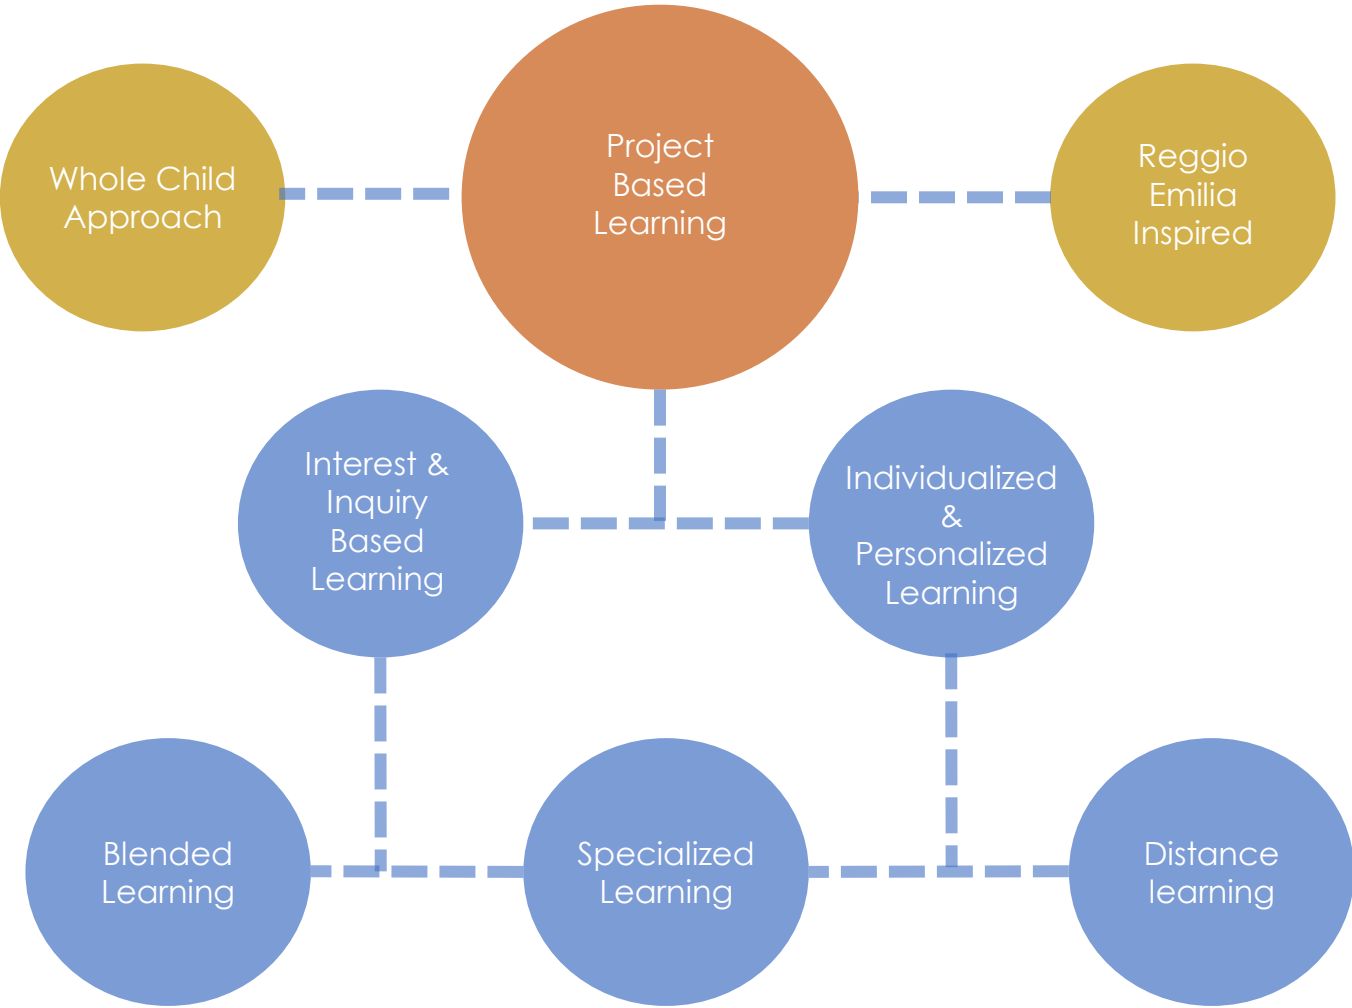 Whole Child
Approach
Project
Based
Learning
Reggio
Emilia
Inspired
Interest &
Inquiry
Based
Learning
Individualized
&
Personalized
Learning
Blended
Learning
Specialized
Learning
Distance
learning